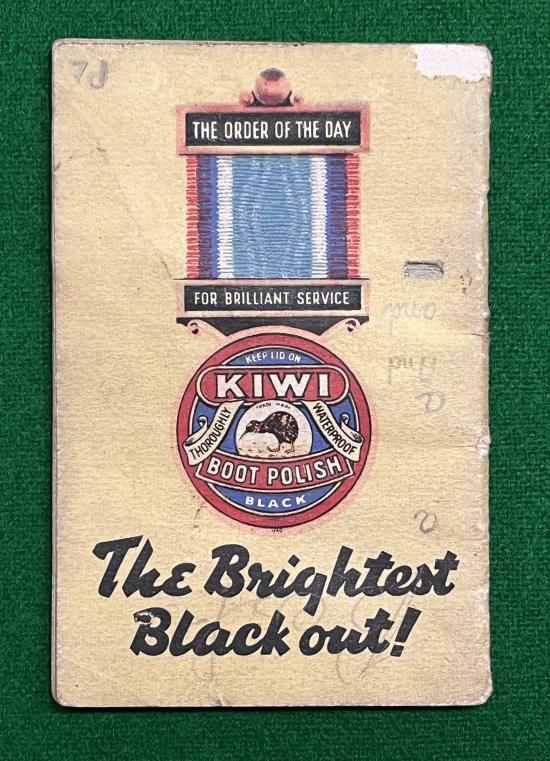 7J
THE ORDER OF THE DAY
FOR BRILLIANT SERVICE
KEEP LID ON
KIWI
TRADE MARK
THOROUGHLY
WATERPROOF
BOOT POLISH
BLACK
The Brightest
Black out!